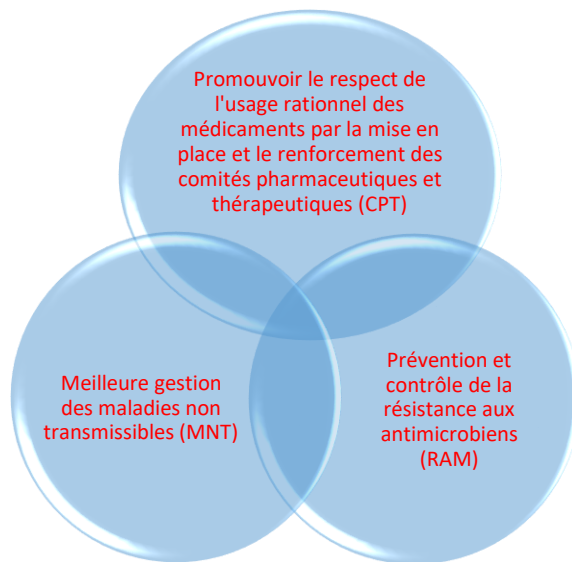 Promouvoir le respect de
l'usage rationnel des
médicaments par la mise en
place et le renforcement des
comités pharmaceutiques et
thérapeutiques (CPT)
Meilleure gestion
des maladies non
transmissibles (MNT)
Prévention et
contrôle de la
résistance aux
antimicrobiens
(RAM)